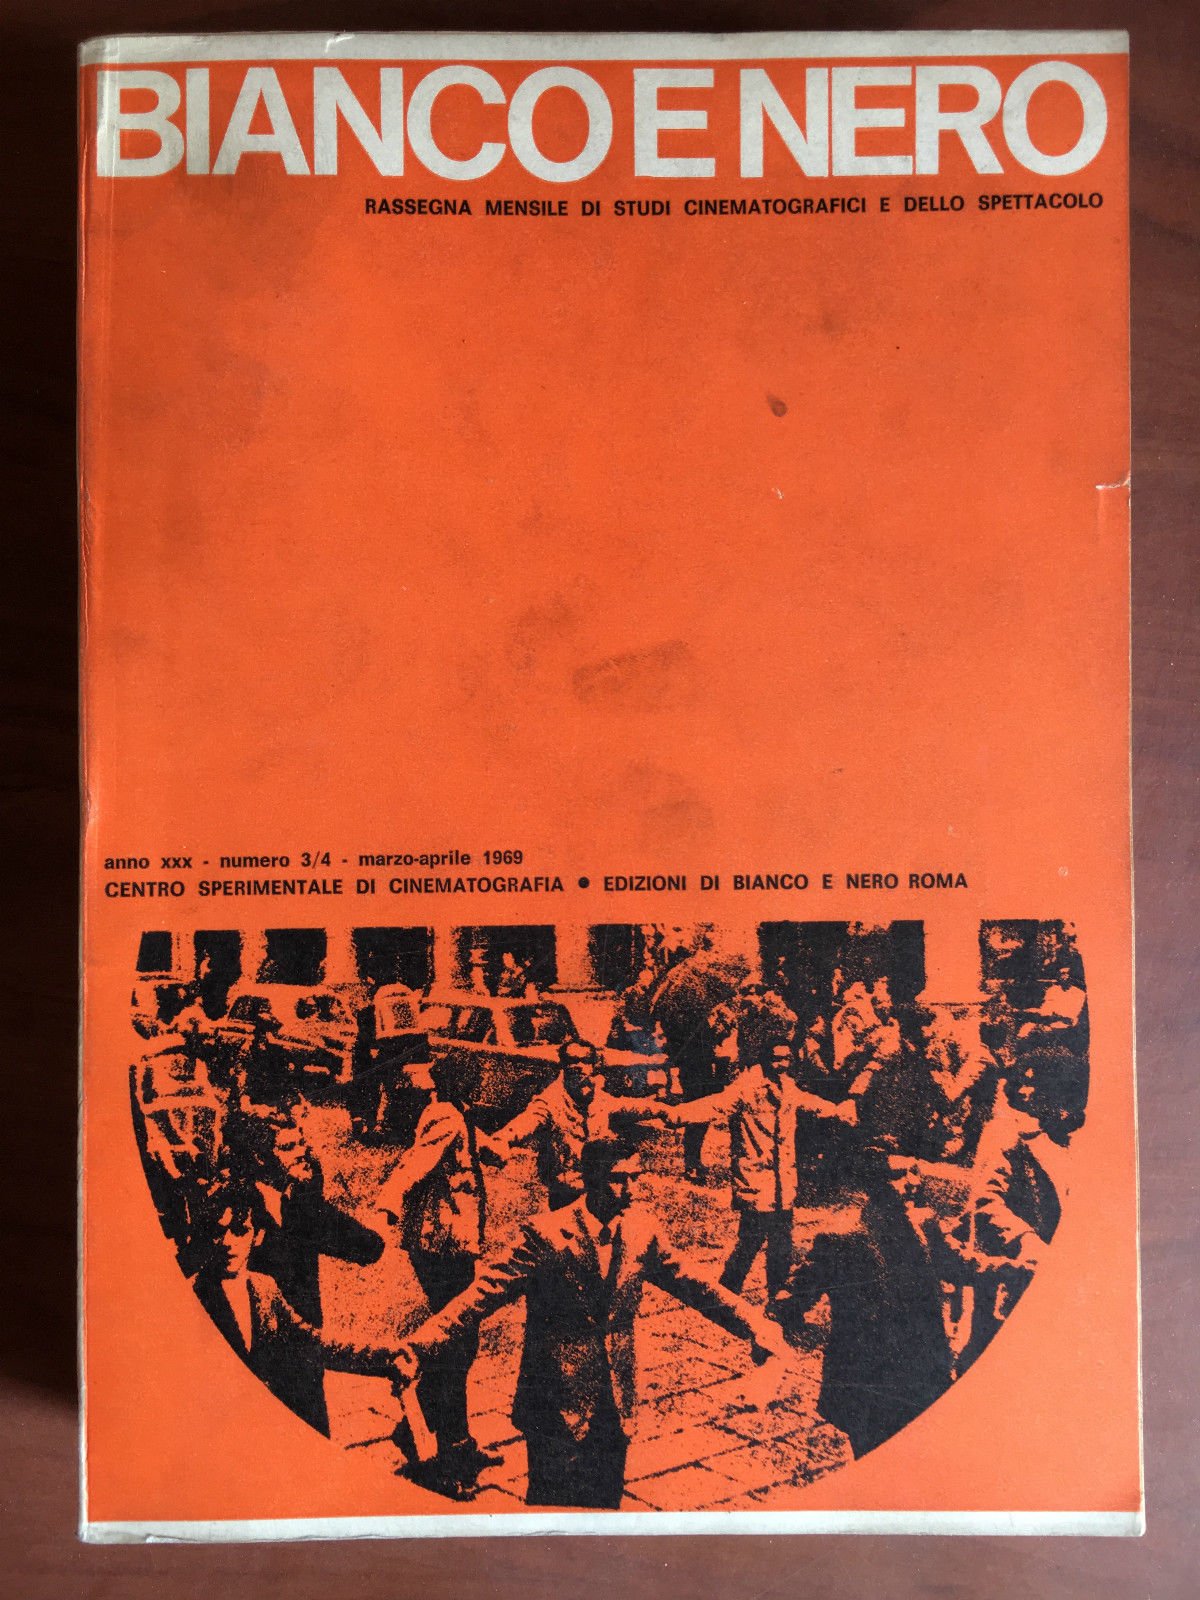 BIANCO E NERO
RASSEGNA MENSILE DI STUDI CINEMATOGRAFICI E DELLO SPETTACOLO
anno xxx - numero 3/4 - marzo-aprile 1969
CENTRO SPERIMENTALE DI CINEMATOGRAFIA • EDIZIONI DI BIANCO E NERO ROMA